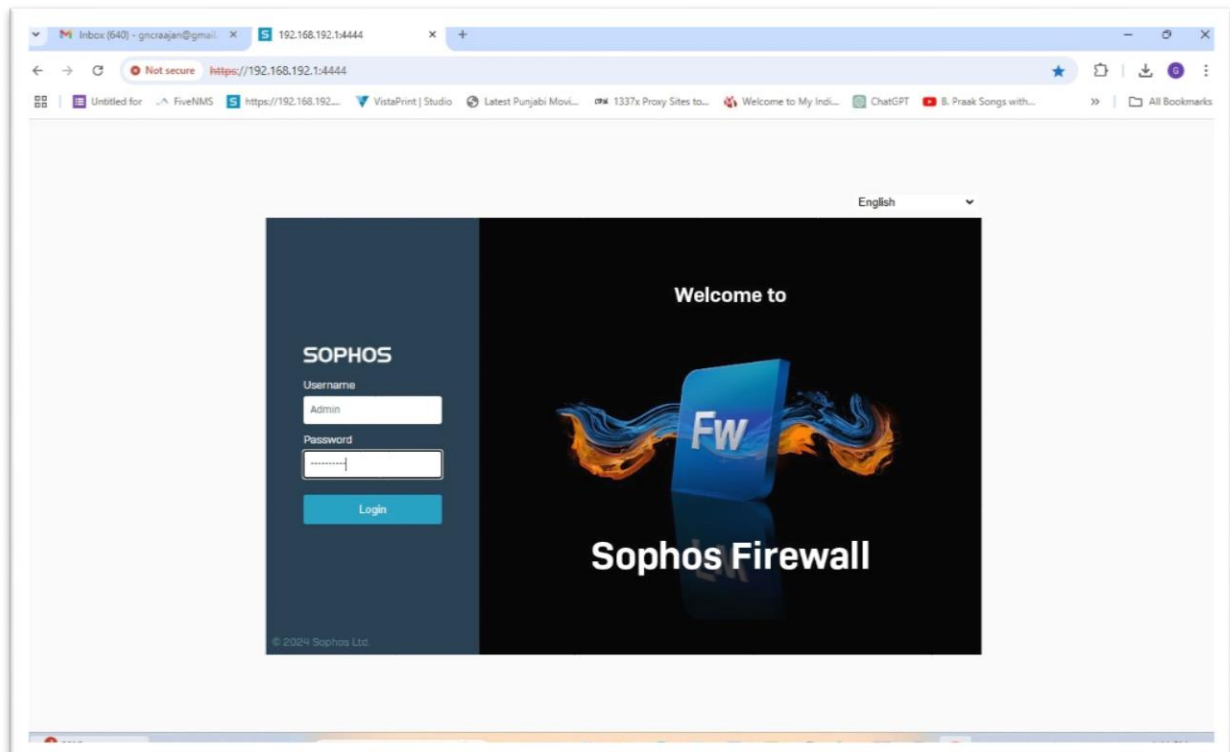 Inbox (640) - gncraajan@gmail. 192.168.192.1:4444
Not secure https://192.168.192.1:4444
Untitled for FiveNMS https://192.168.192.... VistaPrint | Studio Latest Punjabi Movi... 1337x Proxy Sites to... Welcome to My Indi... ChatGPT B. Praak Songs with... All Bookmarks
English
Welcome to
SOPHOS
Username
Admin
Password
Login
Fw
Sophos Firewall
© 2024 Sophos Ltd.